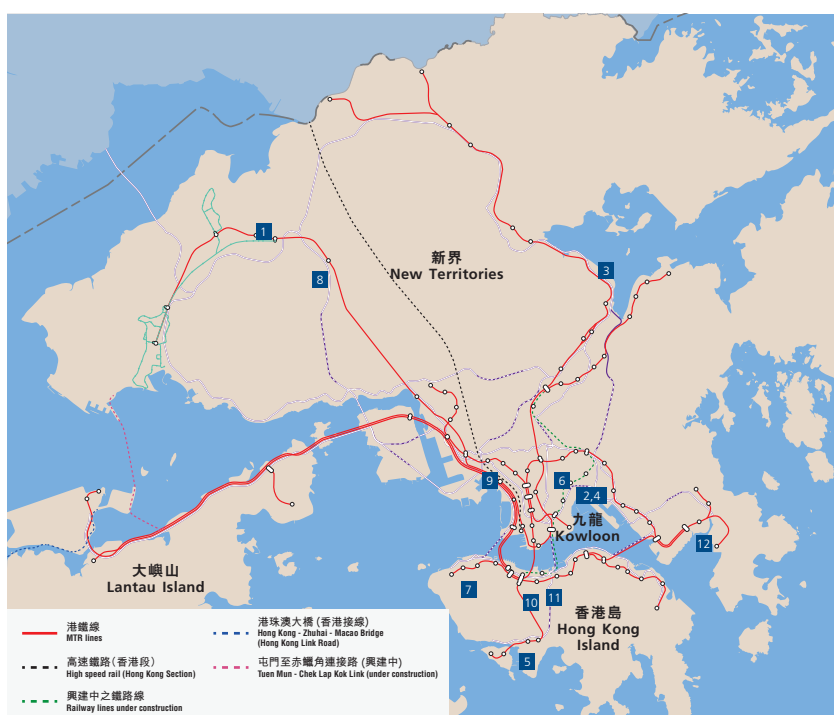 1
新界
New Territories
3
8
9
6
2,4
九龍
Kowloon
12
大嶼山
Lantau Island
7
10
11
香港島
Hong Kong
Island
5
港鐵線
MTR lines
高速鐵路(香港段)
High speed rail (Hong Kong Section)
興建中之鐵路線
Railway lines under construction
港珠澳大橋(香港接線)
Hong Kong - Zhuhai - Macao Bridge
(Hong Kong Link Road)
屯門至赤鱲角連接路(興建中)
Tuen Mun - Chek Lap Kok Link (under construction)